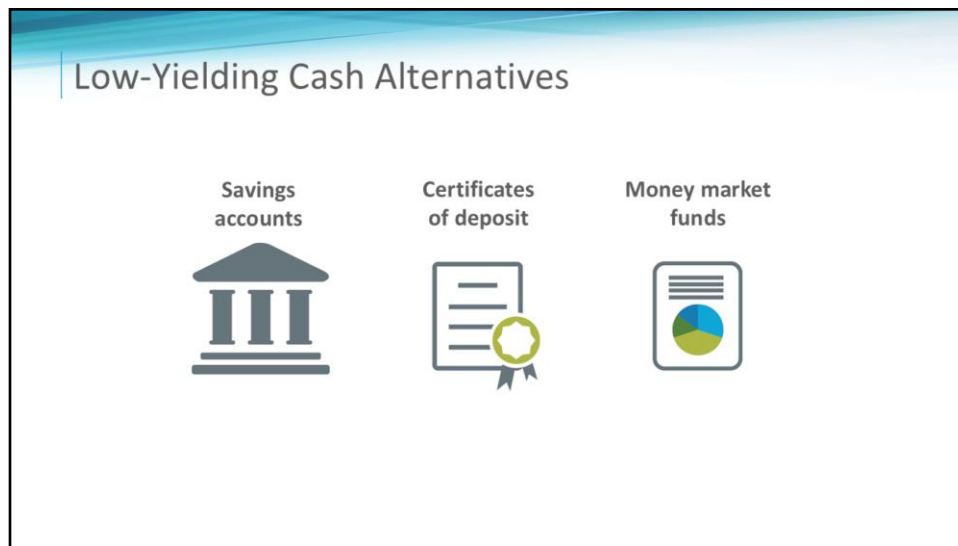 Low-Yielding Cash Alternatives
Savings
accounts
Certificates
of deposit
Money market
funds